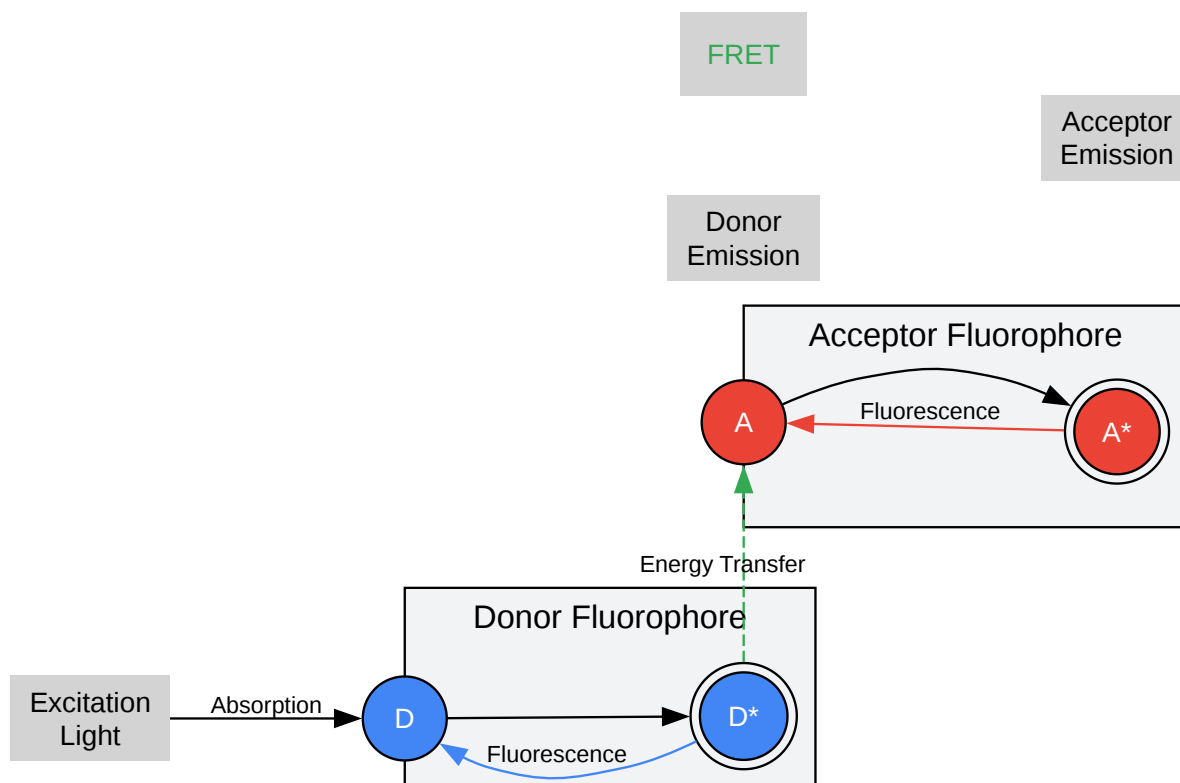 FRET
Acceptor
Emission
Donor
Emission
Acceptor Fluorophore
A
Fluorescence
A*
Energy Transfer
Donor Fluorophore
Excitation
Light
Absorption
D
D*
Fluorescence